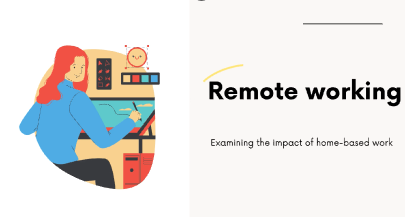 Remote working
Examining the impact of home-based work